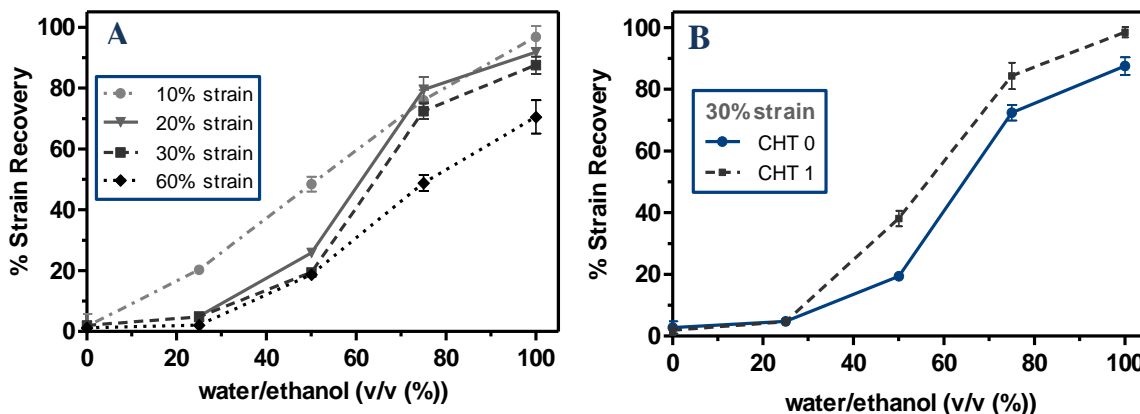 A
% Strain Recovery
100
80
60
40
20
0
10% strain
20% strain
30% strain
60% strain
0 20 40 60 80 100
water/ethanol (v/v (%))
B
% Strain Recovery
100
80
60
40
20
0
30%strain
CHT 0
CHT 1
0 20 40 60 80 100
water/ethanol (v/v (%))